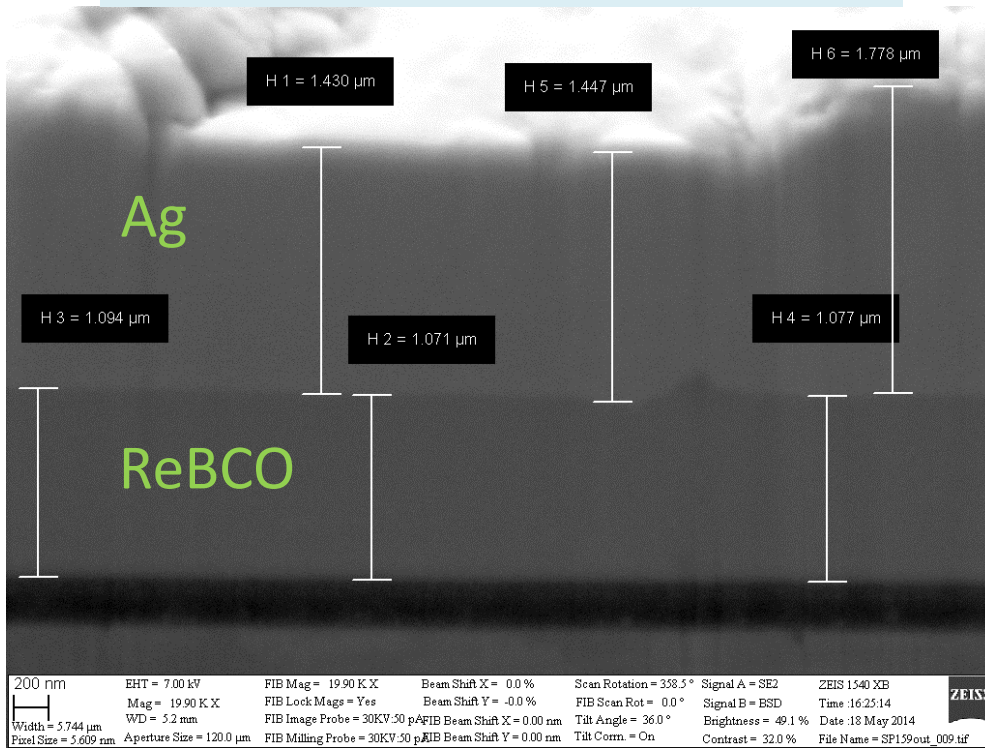 H 1 = 1.430 µm
H 5 = 1.447 µm
H 6 = 1.778 µm
Ag
H 3 = 1.094 µm
H 2 = 1.071 µm
H 4 = 1.077 µm
ReBCO
200 nm
Width = 5.744 µm
Pixel Size = 5.609 nm
EHT = 7.00 kV
Mag = 19.90 K X
WD = 5.2 mm
Aperture Size = 120.0 µm
FIB Mag = 19.90 K X
FIB Lock Mags = Yes
FIB Image Probe = 30KV:50 pA
FIB Milling Probe = 30KV:50 pA
Beam Shift X = 0.0 %
Beam Shift Y = -0.0 %
FIB Beam Shift X = 0.00 nm
FIB Beam Shift Y = 0.00 nm
Scan Rotation = 358.5 °
FIB Scan Rot = 0.0 °
Tilt Angle = 36.0 °
Tilt Corrn. = On
Signal A = SE2
Signal B = BSD
Brightness = 49.1 %
Contrast = 32.0 %
ZEIS 1540 XB
Time :16:25:14
Date :18 May 2014
File Name = SP159out_009.tif
ZEISS